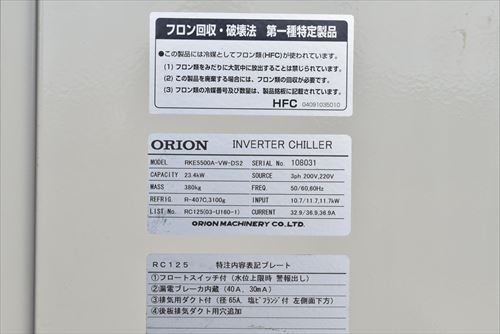 フロン回収・破壊法 第一種特定製品
●この製品には冷媒としてフロン類(HFC)が使われています。
(1)フロン類をみだりに大気中に放出することは禁じられています。
(2)この製品を廃棄する場合には、フロン類の回収が必要です。
(3)フロン類の冷媒番号及び数量は、製品銘板に記載されています。
HFC 04091035010
ORION INVERTER CHILLER
MODEL RKE5500A-VW-DS2 SERIAL No. 108031
CAPACITY 23.4kW SOURCE 3ph 200V,220V
MASS 380kg FREQ. 50/60,60Hz
REFRIG R-407C,3100g INPUT 10.7/11.7,11.7kW
LIST No. RC125(03-U160-1) CURRENT 32.9/36.9,36.9A
ORION MACHINERY CO.,LTD.
RC125 特注内容表記プレート
①フロートスイッチ付(水位上限時 警報出し)
②漏電ブレーカ内蔵(40A、30mA)
③排気用ダクト付(径65A、塩ビフランジ付 左側面下方)
④後板排気ダクト用穴追加